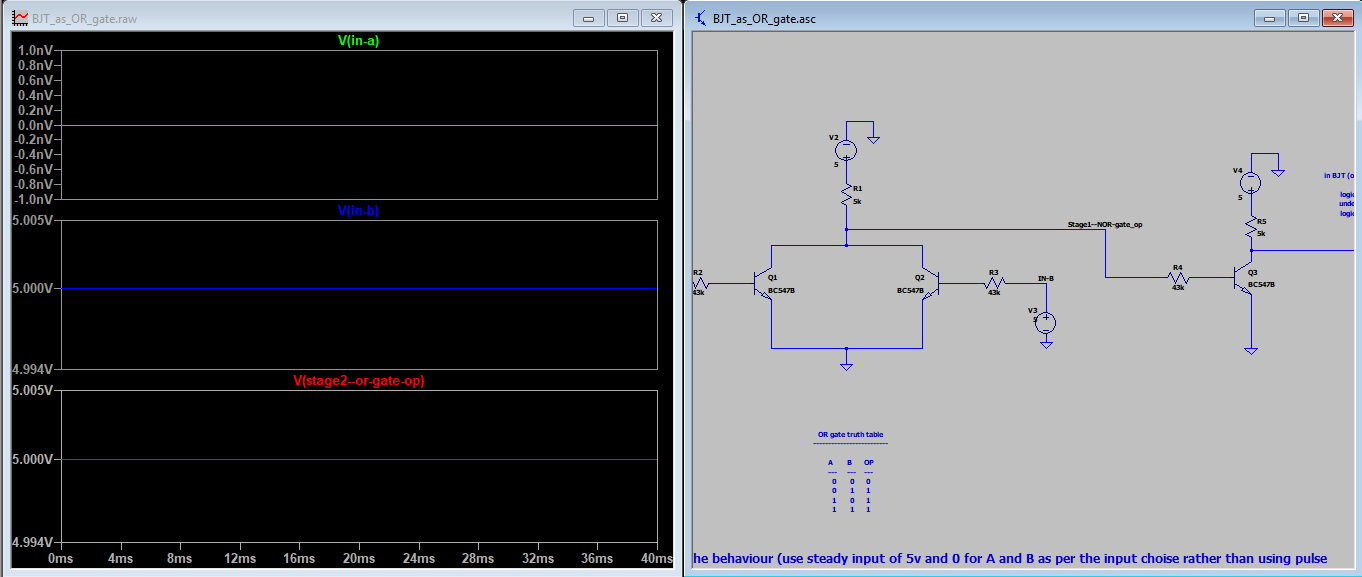 BJT_as_OR_gate.raw
V(in-a)
1.0nV
0.8nV
0.6nV
0.4nV
0.2nV
0.0nV
-0.2nV
-0.4nV
-0.6nV
-0.8nV
-1.0nV
V(in-b)
5.005V
5.000V
4.994V
V(stage2--or-gate-op)
5.005V
5.000V
4.994V
0ms 4ms 8ms 12ms 16ms 20ms 24ms 28ms 32ms 36ms 40ms
BJT_as_OR_gate.asc
V2
5
R1
5k
V4
5
in BJT (o
logic
unde
logic
R5
5k
Stage1--NOR-gate_op
R2
43k
Q1
BC547B
Q2
BC547B
R3
43k
IN-B
V3
5
R4
43k
Q3
BC547B
OR gate truth table
-------------------------
A B OP
--- --- ---
0 0 0
0 1 1
1 0 1
1 1 1
he behaviour (use steady input of 5v and 0 for A and B as per the input choise rather than using pulse